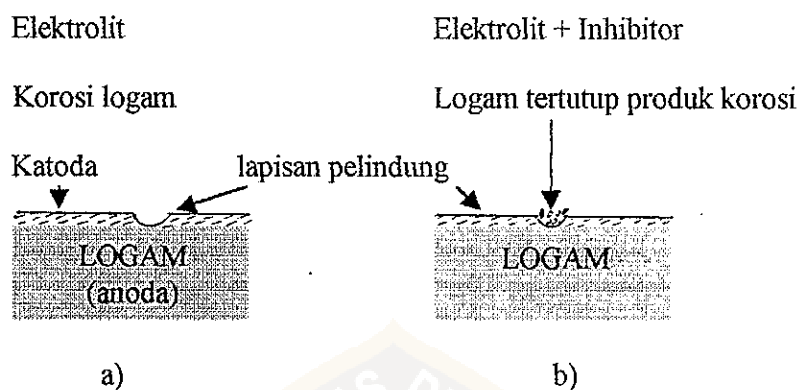 Elektrolit
Elektrolit + Inhibitor
Korosi logam
Logam tertutup produk korosi
Katoda
lapisan pelindung
LOGAM
(anoda)
LOGAM
a)
b)